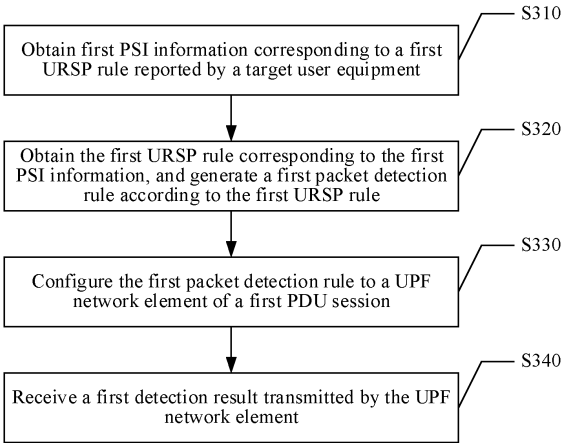 S310
Obtain first PSI information corresponding to a first
URSP rule reported by a target user equipment
S320
Obtain the first URSP rule corresponding to the first
PSI information, and generate a first packet detection
rule according to the first URSP rule
S330
Configure the first packet detection rule to a UPF
network element of a first PDU session
S340
Receive a first detection result transmitted by the UPF
network element